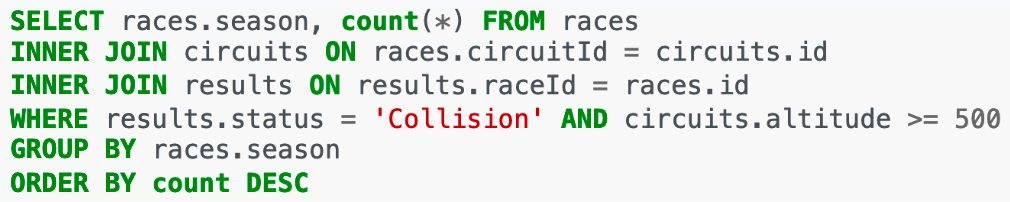 SELECT races.season, count(*) FROM races
INNER JOIN circuits ON races.circuitId = circuits.id
INNER JOIN results ON results.raceId = races.id
WHERE results.status = 'Collision' AND circuits.altitude >= 500
GROUP BY races.season
ORDER BY count DESC